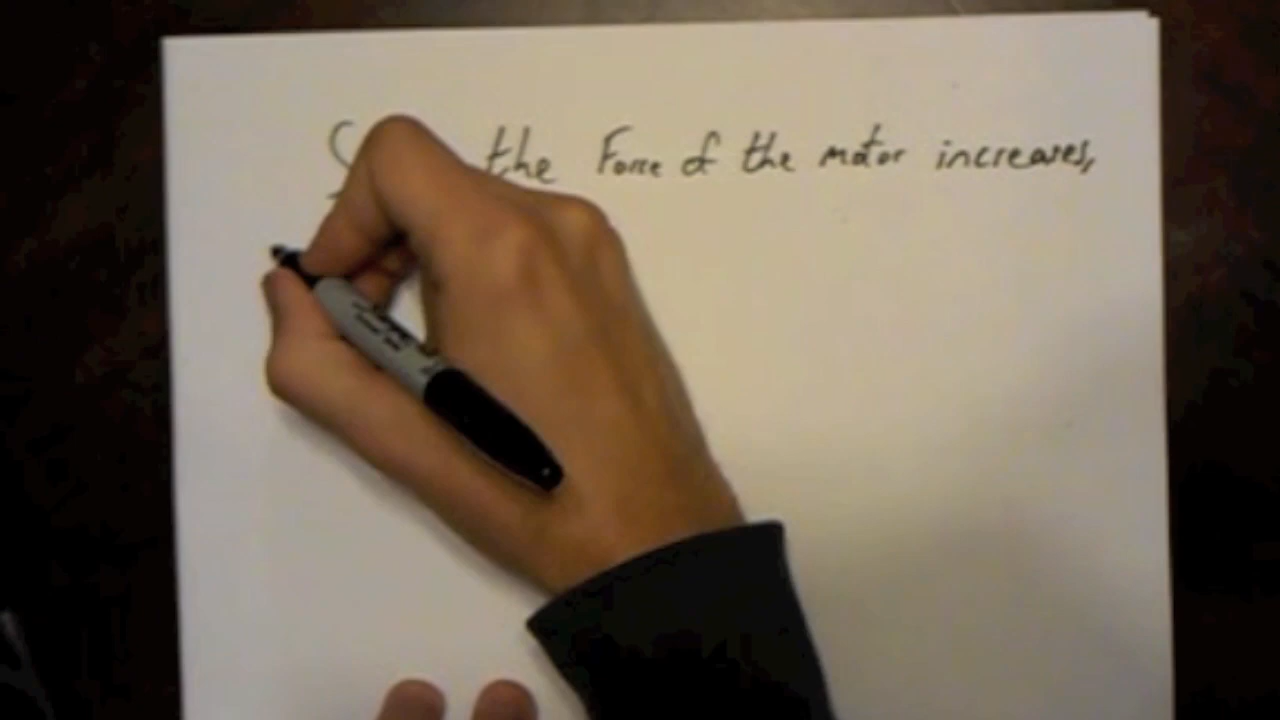 the Force of the motor increases,